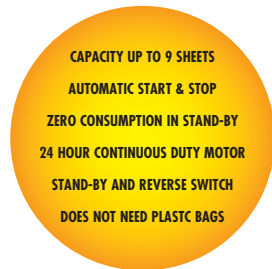 CAPACITY UP TO 9 SHEETS
AUTOMATIC START & STOP
ZERO CONSUMPTION IN STAND-BY
24 HOUR CONTINUOUS DUTY MOTOR
STAND-BY AND REVERSE SWITCH
DOES NOT NEED PLASTC BAGS